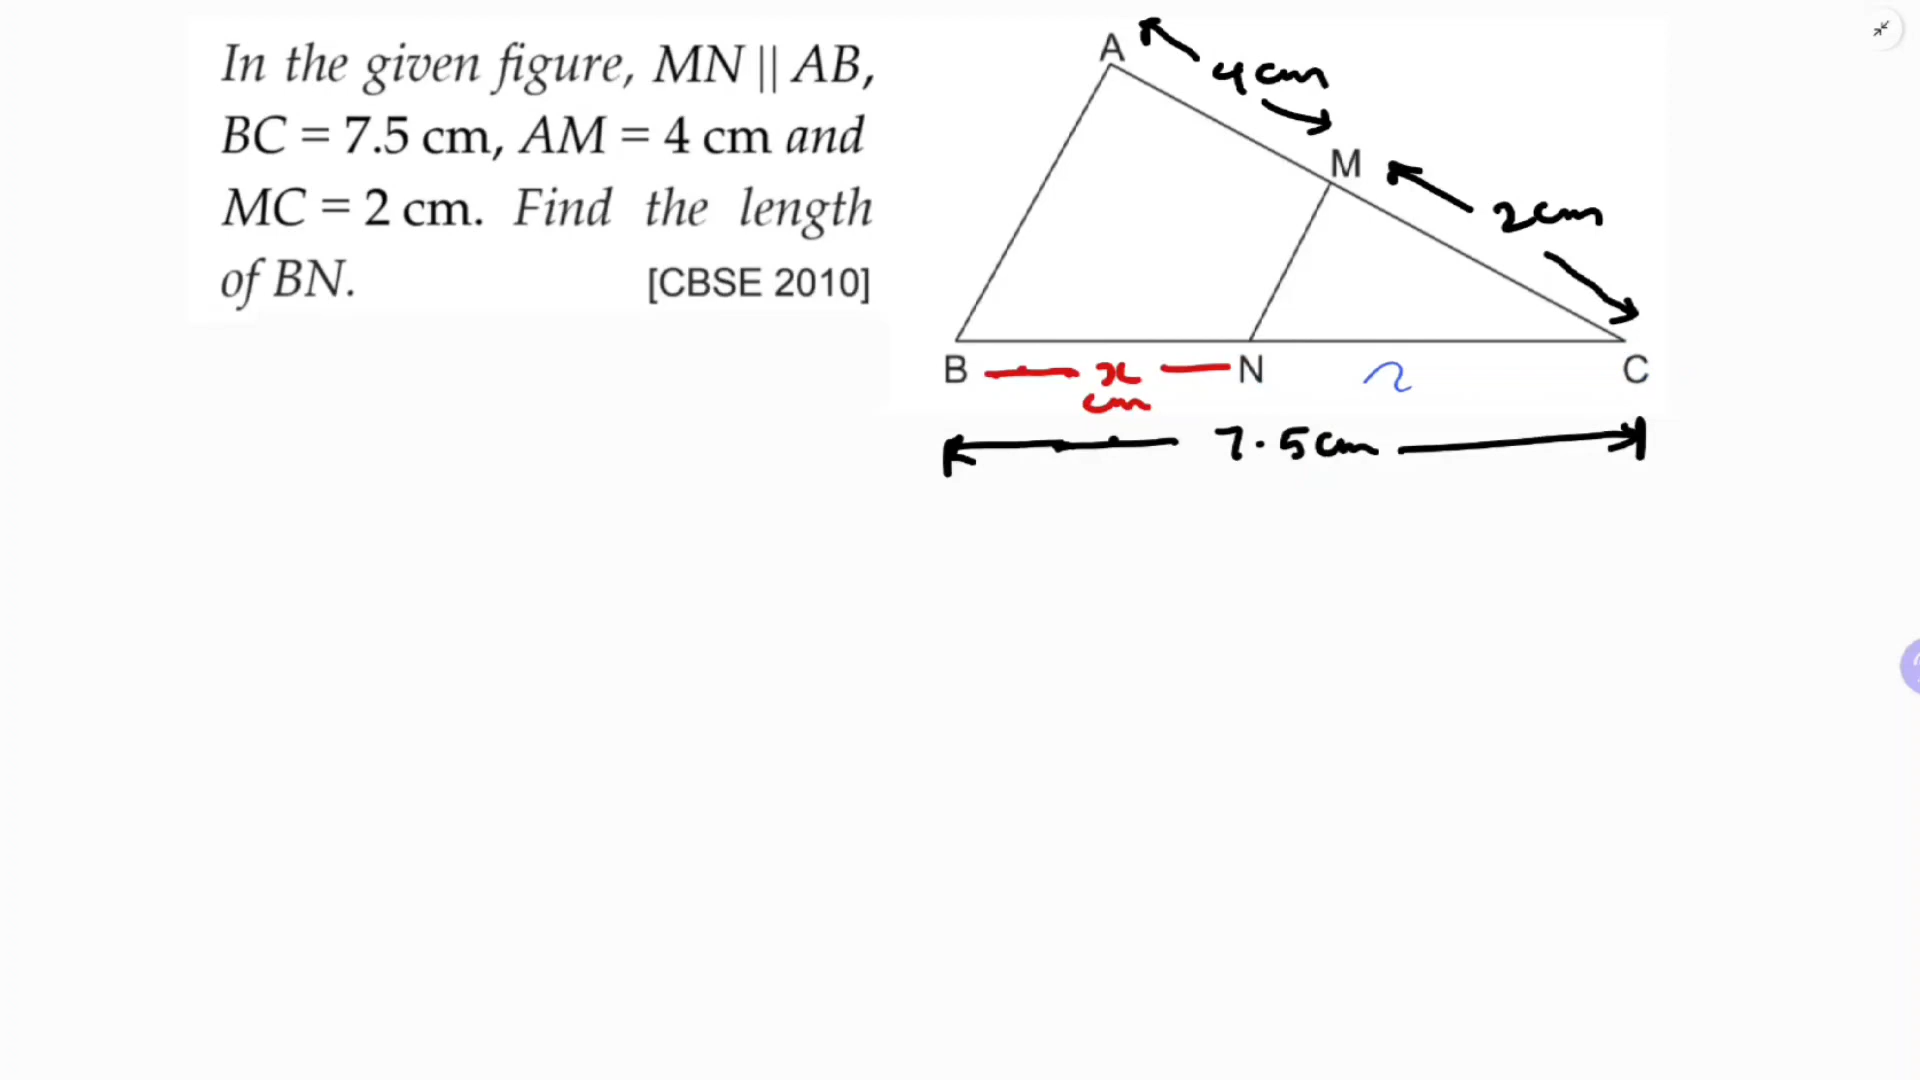 In the given figure, MN || AB,
BC = 7.5 cm, AM = 4 cm and
MC = 2 cm. Find the length
of BN. [CBSE 2010]
A
4cm
M
2cm
B x N C
cm
7.5cm